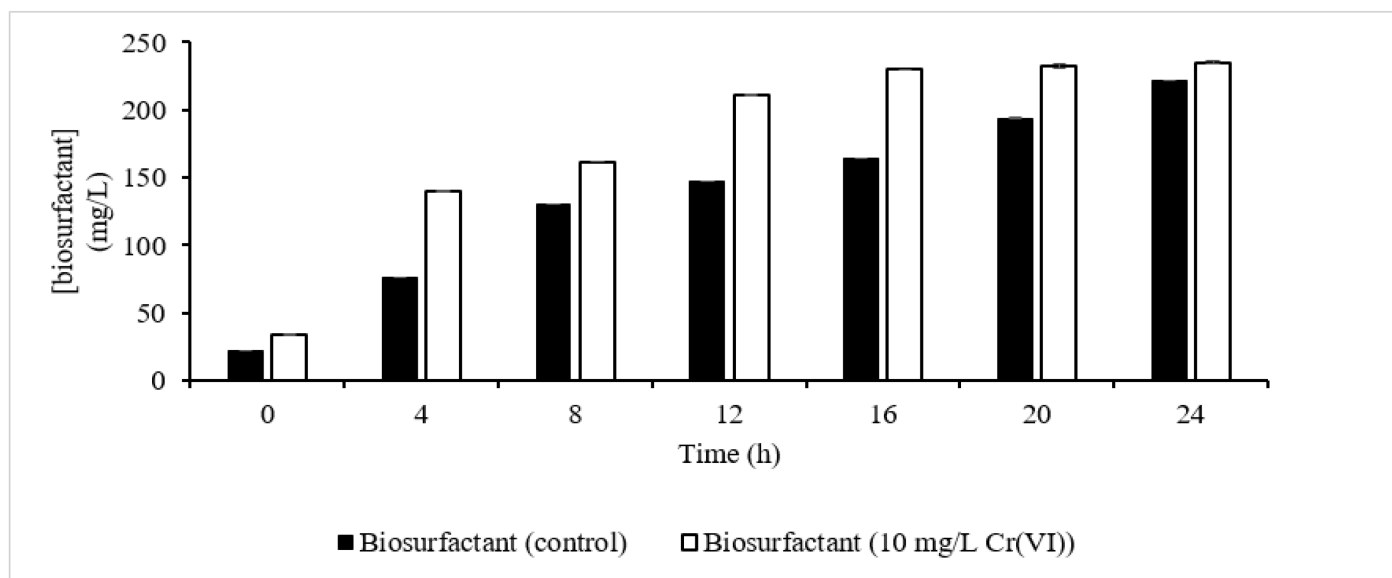 250
200
150
100
50
0
[biosurfactant]
(mg/L)
0 4 8 12 16 20 24
Time (h)
Biosurfactant (control) Biosurfactant (10 mg/L Cr(VI))